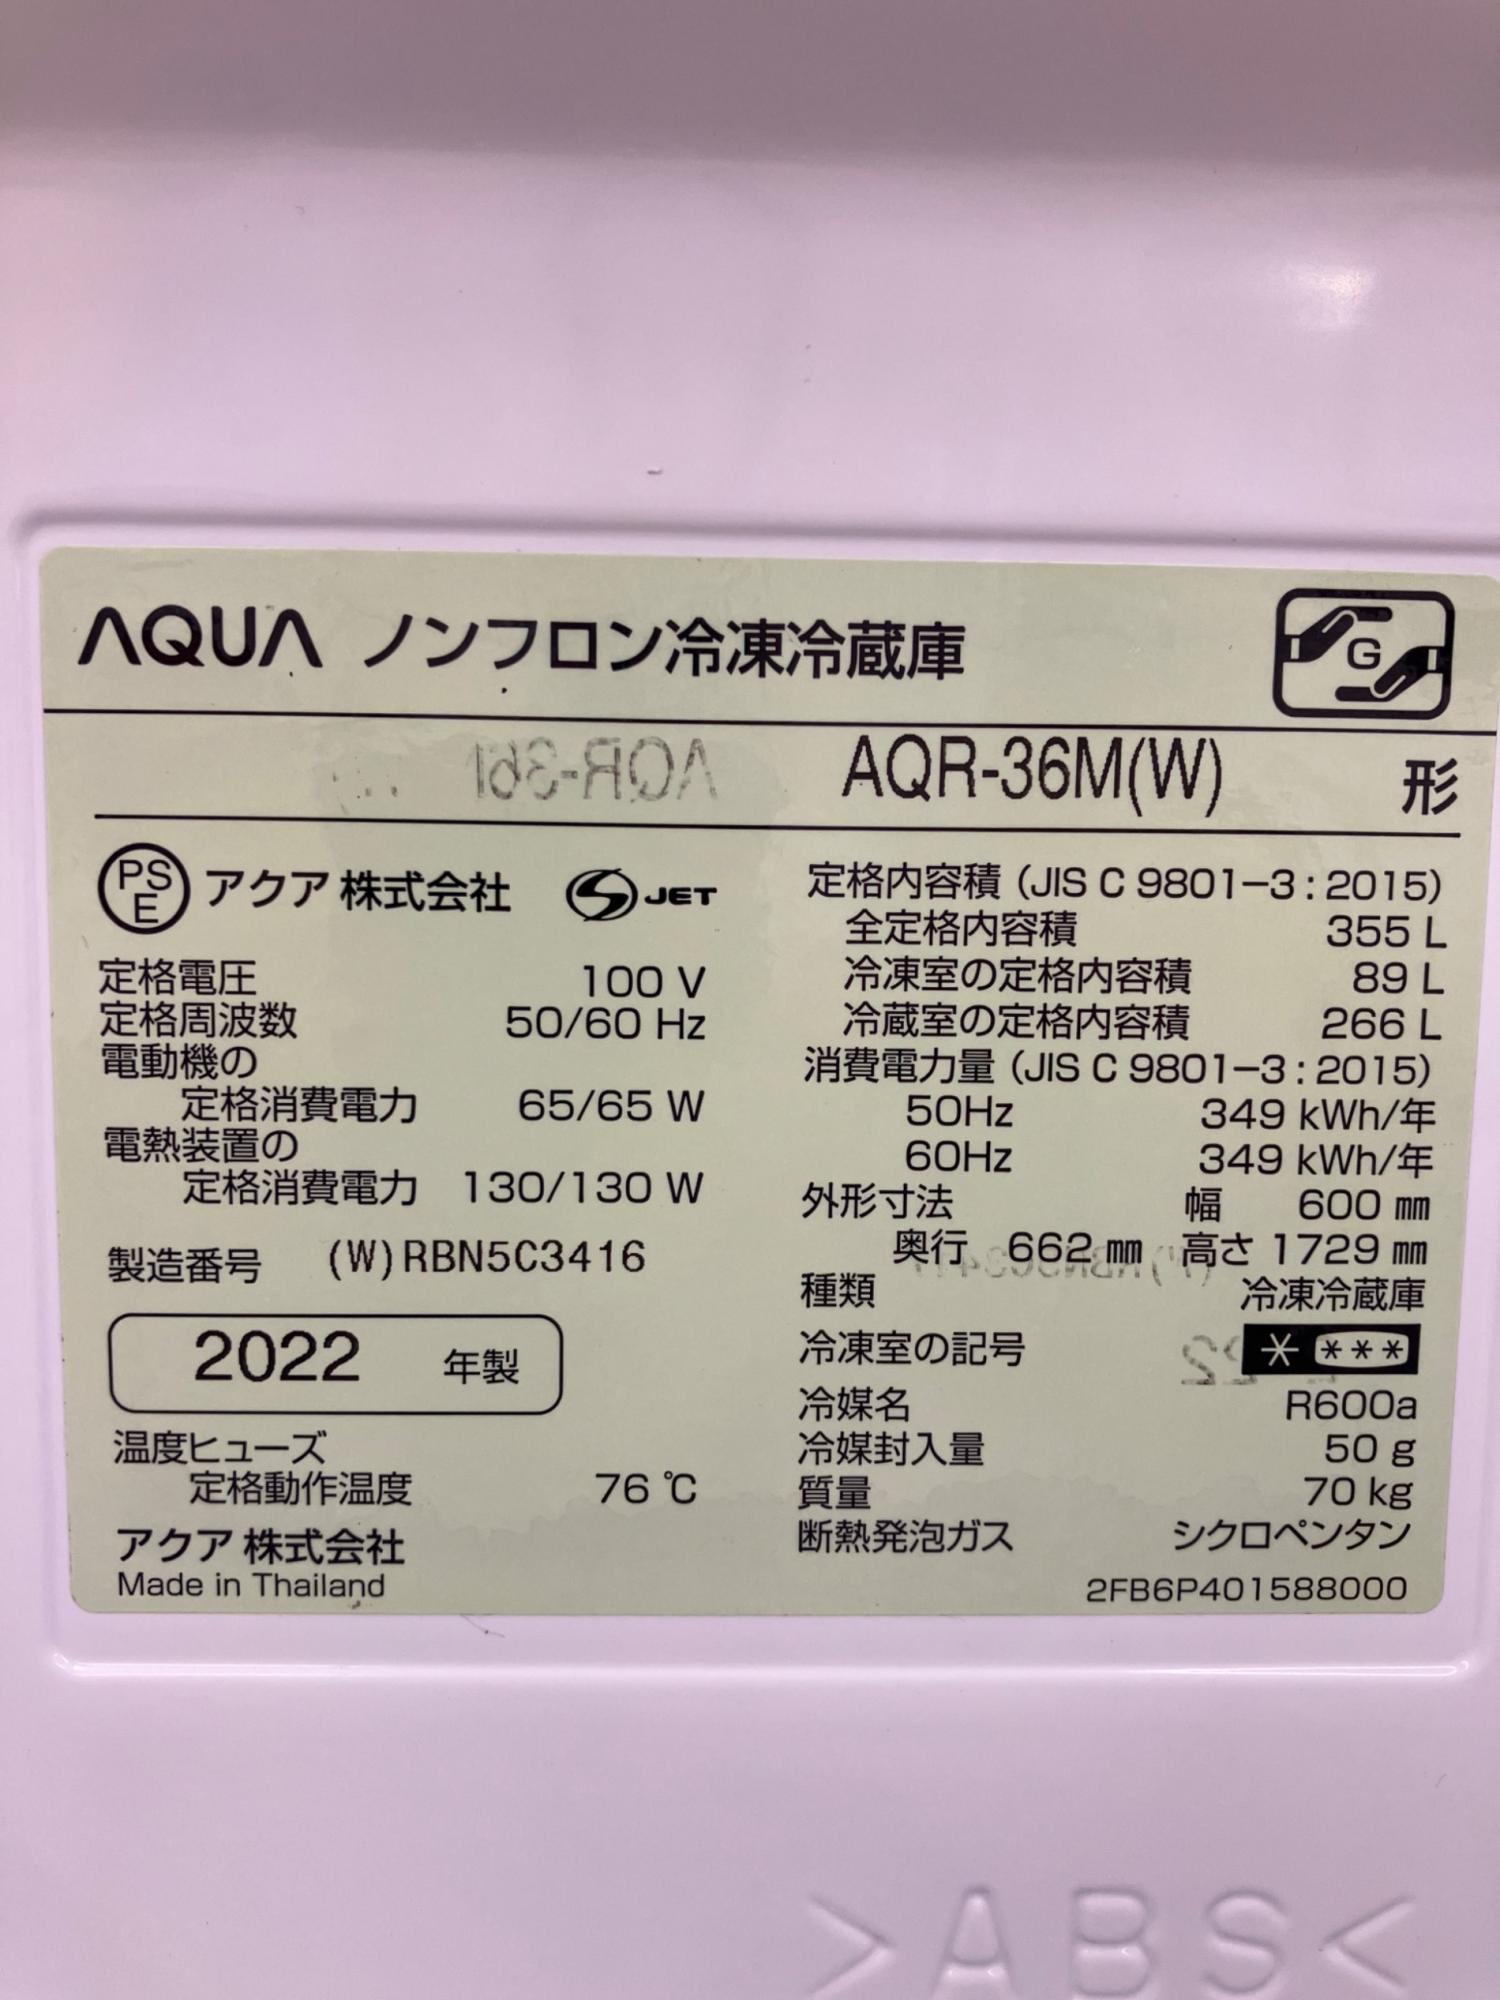 AQUA ノンフロン冷凍冷蔵庫
G
AQR-36M(W) 形
PSE アクア 株式会社 S JET
定格電圧 100 V
定格周波数 50/60 Hz
電動機の
定格消費電力 65/65 W
電熱装置の
定格消費電力 130/130 W
製造番号 (W)RBN5C3416
2022 年製
温度ヒューズ
定格動作温度 76 ℃
アクア 株式会社
Made in Thailand
定格内容積 (JIS C 9801-3 : 2015)
全定格内容積 355 L
冷凍室の定格内容積 89 L
冷蔵室の定格内容積 266 L
消費電力量 (JIS C 9801-3 : 2015)
50Hz 349 kWh/年
60Hz 349 kWh/年
外形寸法 幅 600 ㎜
奥行 662 ㎜ 高さ 1729 ㎜
種類 冷凍冷蔵庫
冷凍室の記号 * ***
冷媒名 R600a
冷媒封入量 50 g
質量 70 kg
断熱発泡ガス シクロペンタン
2FB6P401588000
>ABS<